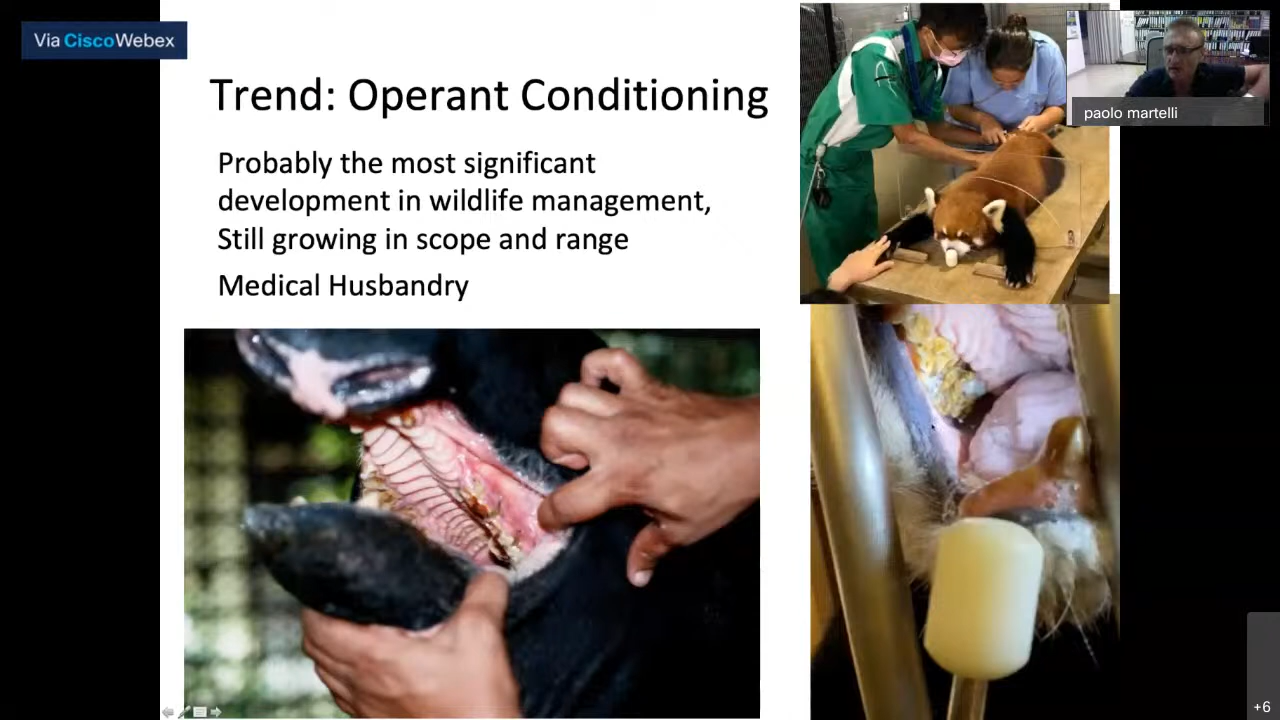 Via CiscoWebex
Trend: Operant Conditioning
Probably the most significant
development in wildlife management,
Still growing in scope and range
Medical Husbandry
paolo martelli
+6